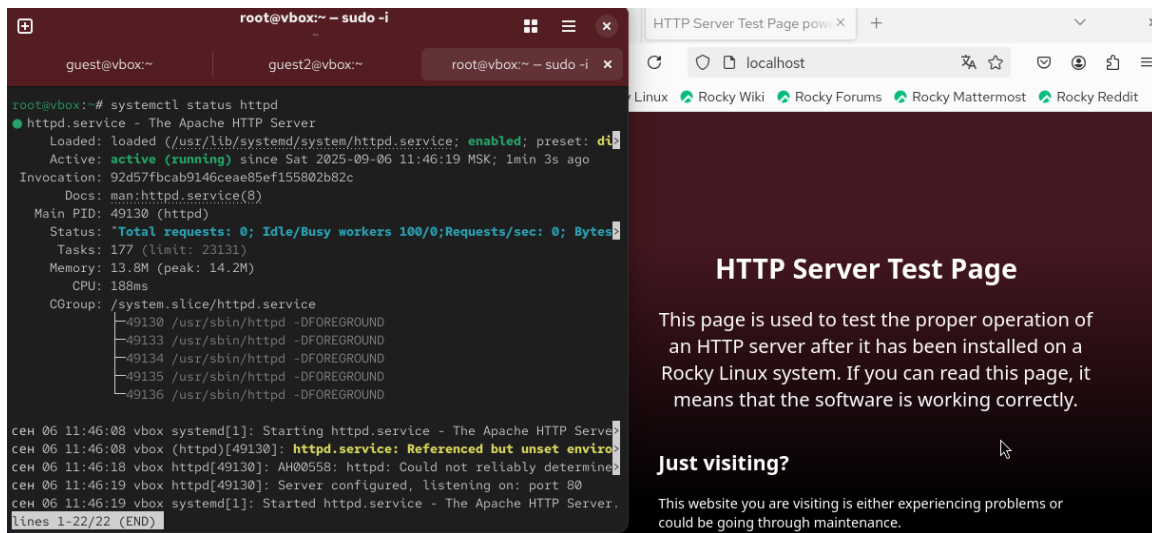 root@vbox:~ — sudo -i
~
guest@vbox:~
guest2@vbox:~
root@vbox:~ — sudo -i
root@vbox:~# systemctl status httpd
● httpd.service - The Apache HTTP Server
Loaded: loaded (/usr/lib/systemd/system/httpd.service; enabled; preset: di>
Active: active (running) since Sat 2025-09-06 11:46:19 MSK; 1min 3s ago
Invocation: 92d57fbcab9146ceae85ef155802b82c
Docs: man:httpd.service(8)
Main PID: 49130 (httpd)
Status: "Total requests: 0; Idle/Busy workers 100/0;Requests/sec: 0; Bytes>
Tasks: 177 (limit: 23131)
Memory: 13.8M (peak: 14.2M)
CPU: 188ms
CGroup: /system.slice/httpd.service
├─49130 /usr/sbin/httpd -DFOREGROUND
├─49133 /usr/sbin/httpd -DFOREGROUND
├─49134 /usr/sbin/httpd -DFOREGROUND
├─49135 /usr/sbin/httpd -DFOREGROUND
└─49136 /usr/sbin/httpd -DFOREGROUND
сен 06 11:46:08 vbox systemd[1]: Starting httpd.service - The Apache HTTP Serve>
сен 06 11:46:08 vbox (httpd)[49130]: httpd.service: Referenced but unset enviro>
сен 06 11:46:18 vbox httpd[49130]: AH00558: httpd: Could not reliably determine>
сен 06 11:46:19 vbox httpd[49130]: Server configured, listening on: port 80
сен 06 11:46:19 vbox systemd[1]: Started httpd.service - The Apache HTTP Server.
lines 1-22/22 (END)
HTTP Server Test Page pow
localhost
Linux Rocky Wiki Rocky Forums Rocky Mattermost Rocky Reddit
HTTP Server Test Page
This page is used to test the proper operation of
an HTTP server after it has been installed on a
Rocky Linux system. If you can read this page, it
means that the software is working correctly.
Just visiting?
This website you are visiting is either experiencing problems or
could be going through maintenance.